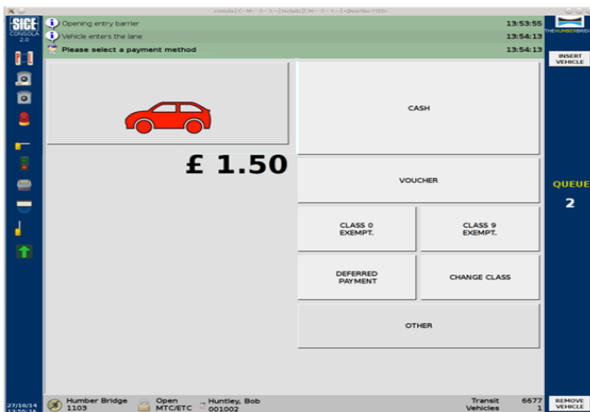 SICE
CONSOLA
2.0
Opening entry barrier 13:53:55
Vehicle enters the lane 13:54:13
Please select a payment method 13:54:13
THEHUMBERBRIDGE
INSERT
VEHICLE
£ 1.50
CASH
VOUCHER
CLASS 0
EXEMPT.
CLASS 9
EXEMPT.
DEFERRED
PAYMENT
CHANGE CLASS
OTHER
QUEUE
2
27/10/14
Humber Bridge
1103
Open
MTC/ETC
Huntley, Bob
001002
Transit 6677
Vehicles 1
REMOVE
VEHICLE